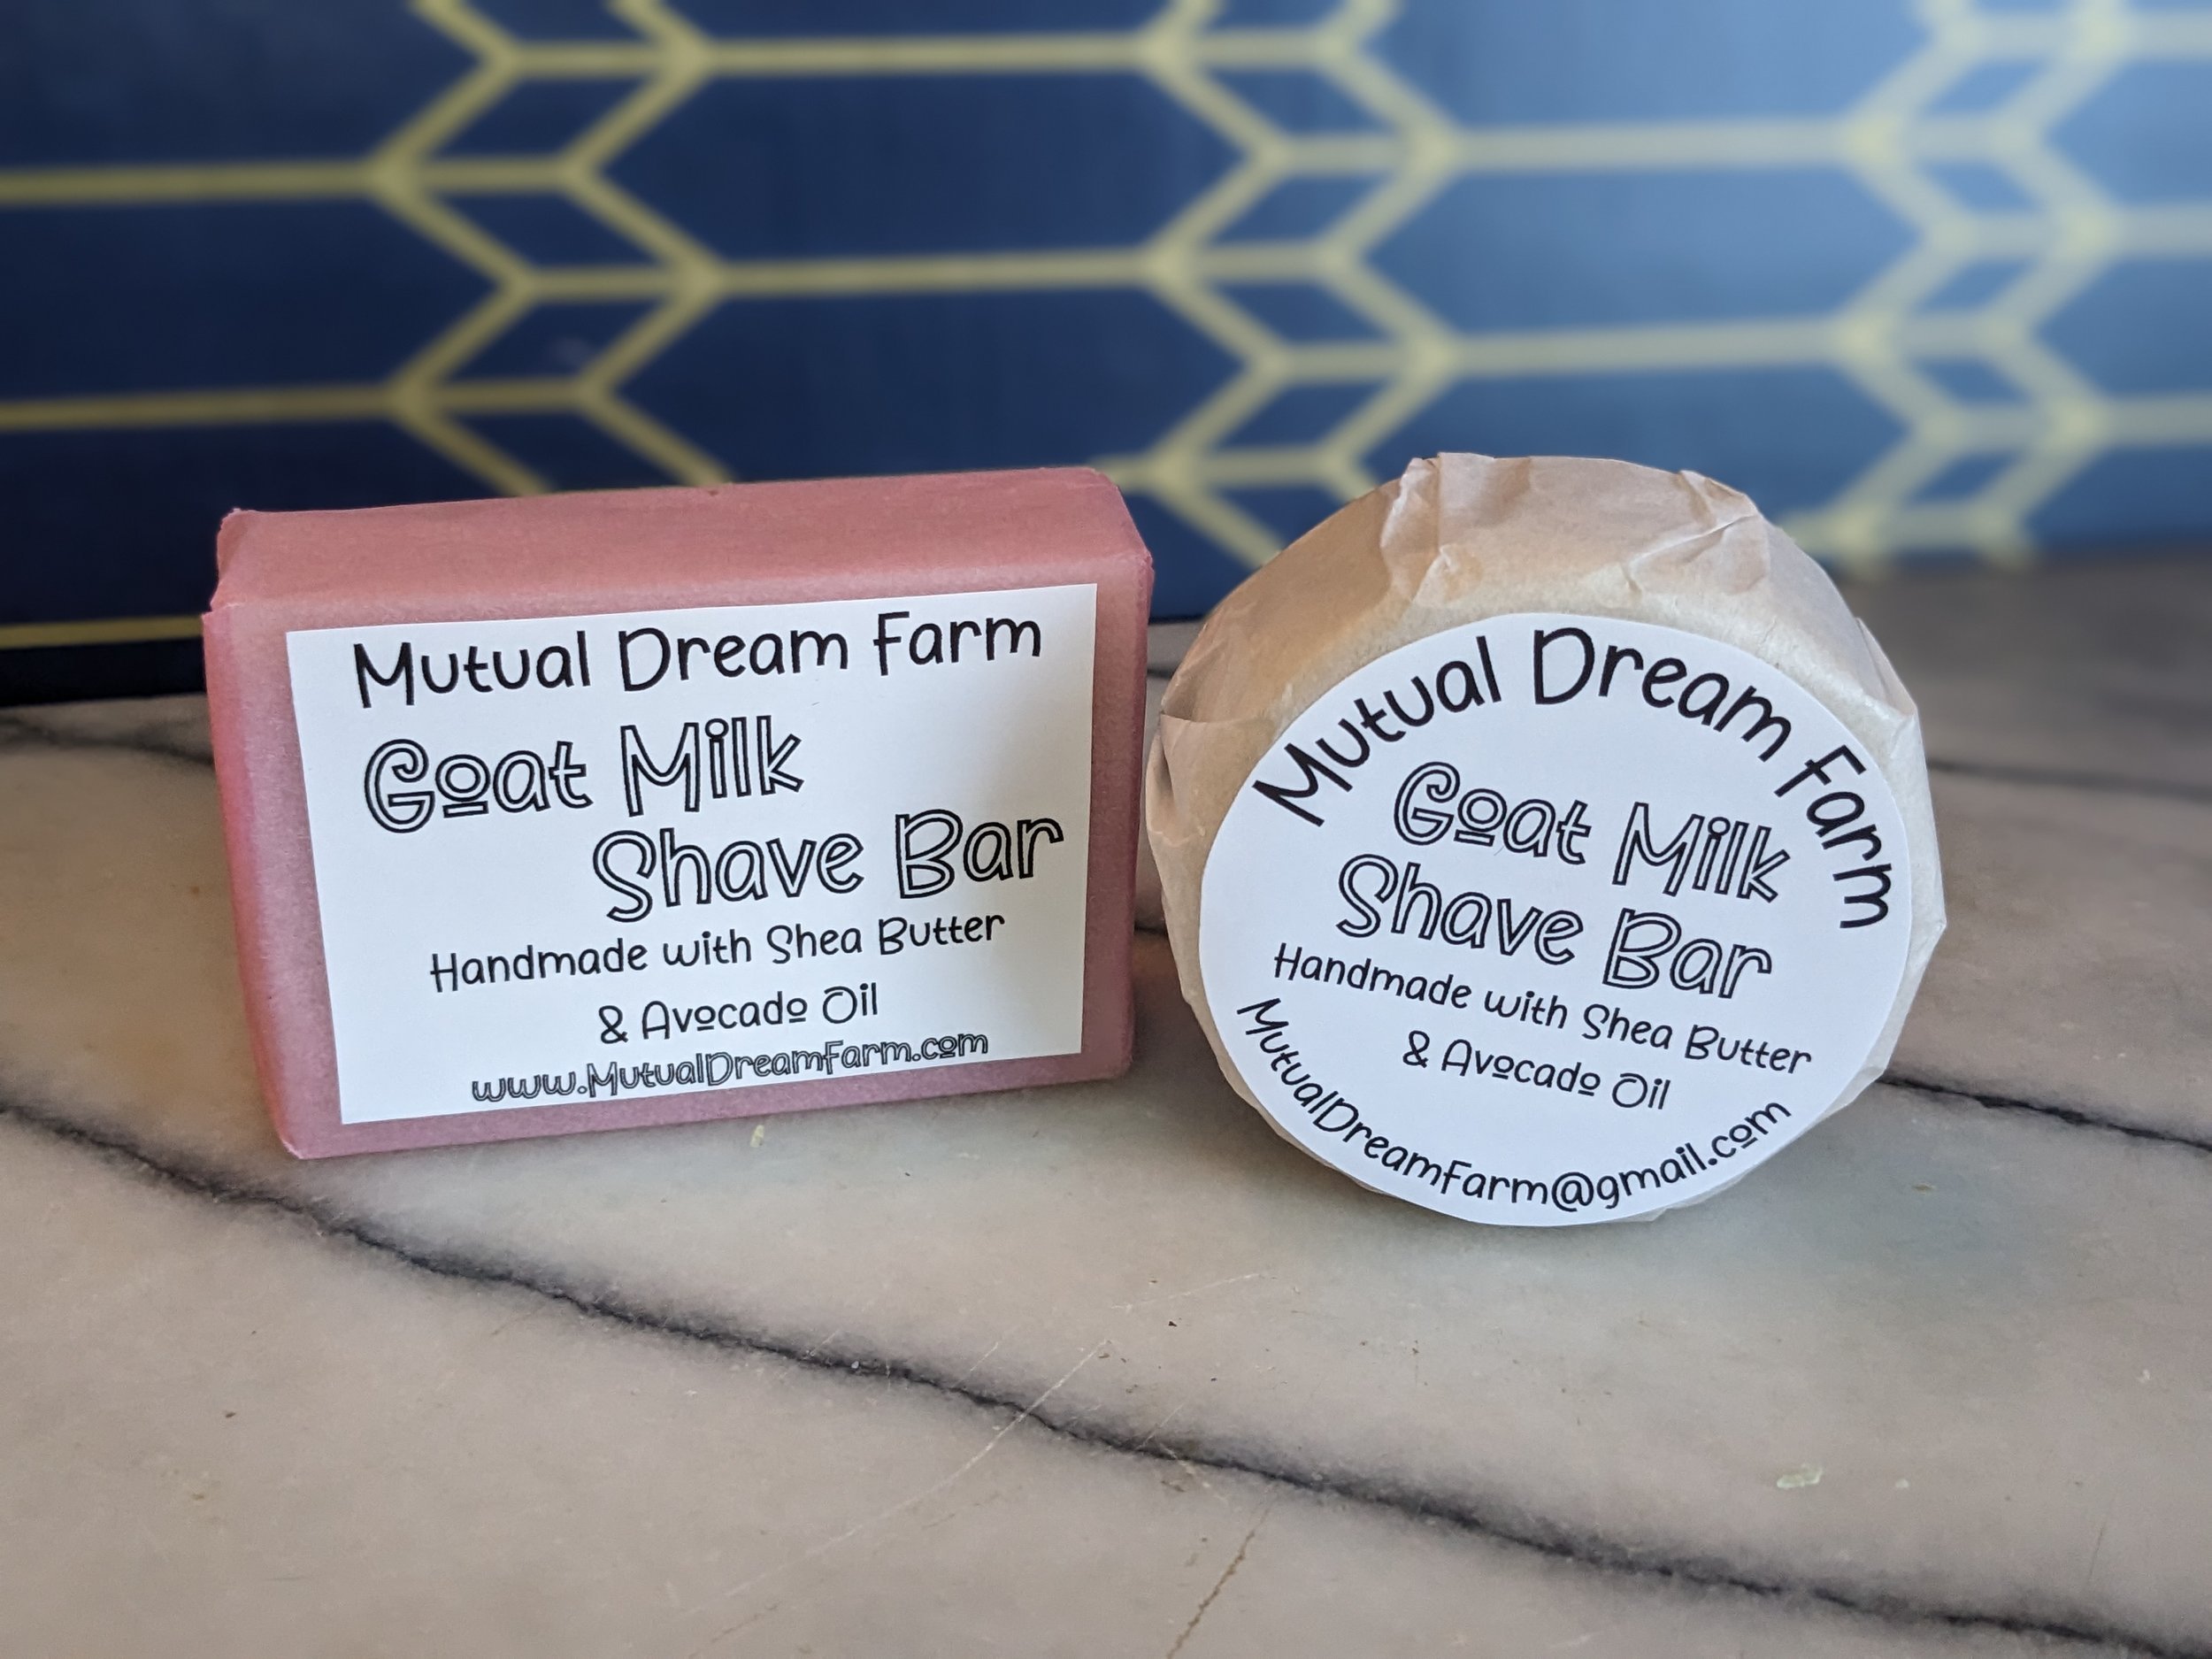 Mutual Dream Farm
Goat Milk
Shave Bar
Handmade with Shea Butter
& Avocado Oil
www.MutualDreamFarm.com
Mutual Dream Farm
Goat Milk
Shave Bar
Handmade with Shea Butter
& Avocado Oil
MutualDreamFarm@gmail.com